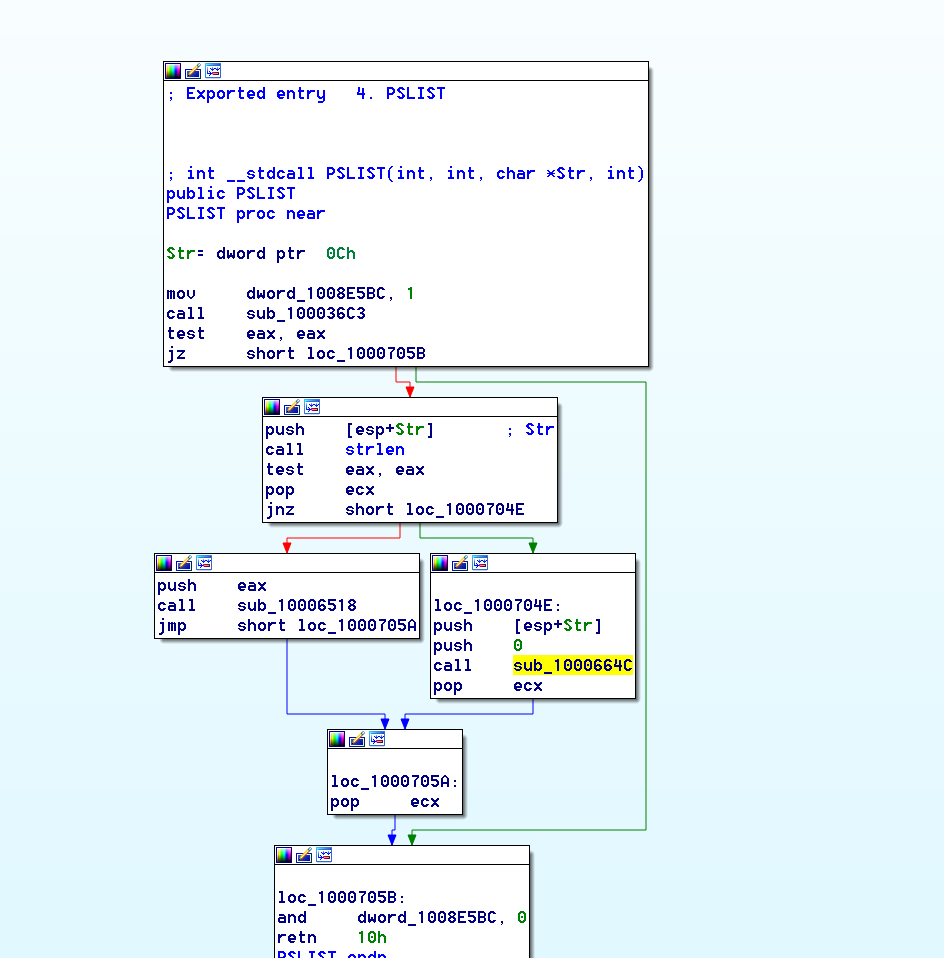 ; Exported entry   4. PSLIST
; int __stdcall PSLIST(int, int, char *Str, int)
public PSLIST
PSLIST proc near
Str= dword ptr  0Ch
mov     dword_1008E5BC, 1
call    sub_100036C3
test    eax, eax
jz      short loc_1000705B
push    [esp+Str]       ; Str
call    strlen
test    eax, eax
pop     ecx
jnz     short loc_1000704E
push    eax
call    sub_10006518
jmp     short loc_1000705A
loc_1000704E:
push    [esp+Str]
push    0
call    sub_1000664C
pop     ecx
loc_1000705A:
pop     ecx
loc_1000705B:
and     dword_1008E5BC, 0
retn    10h
PSLIST endp